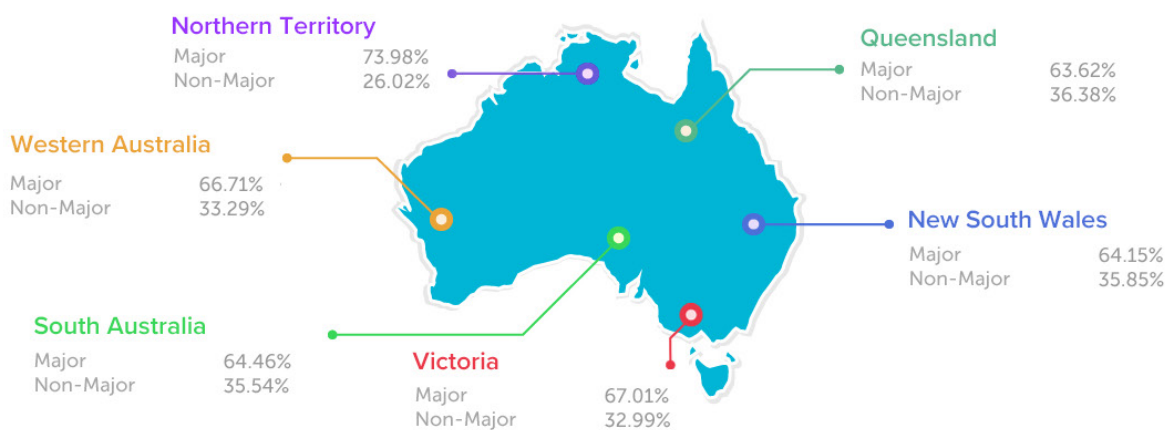 Northern Territory
Major 73.98%
Non-Major 26.02%
Queensland
Major 63.62%
Non-Major 36.38%
Western Australia
Major 66.71%
Non-Major 33.29%
New South Wales
Major 64.15%
Non-Major 35.85%
South Australia
Major 64.46%
Non-Major 35.54%
Victoria
Major 67.01%
Non-Major 32.99%